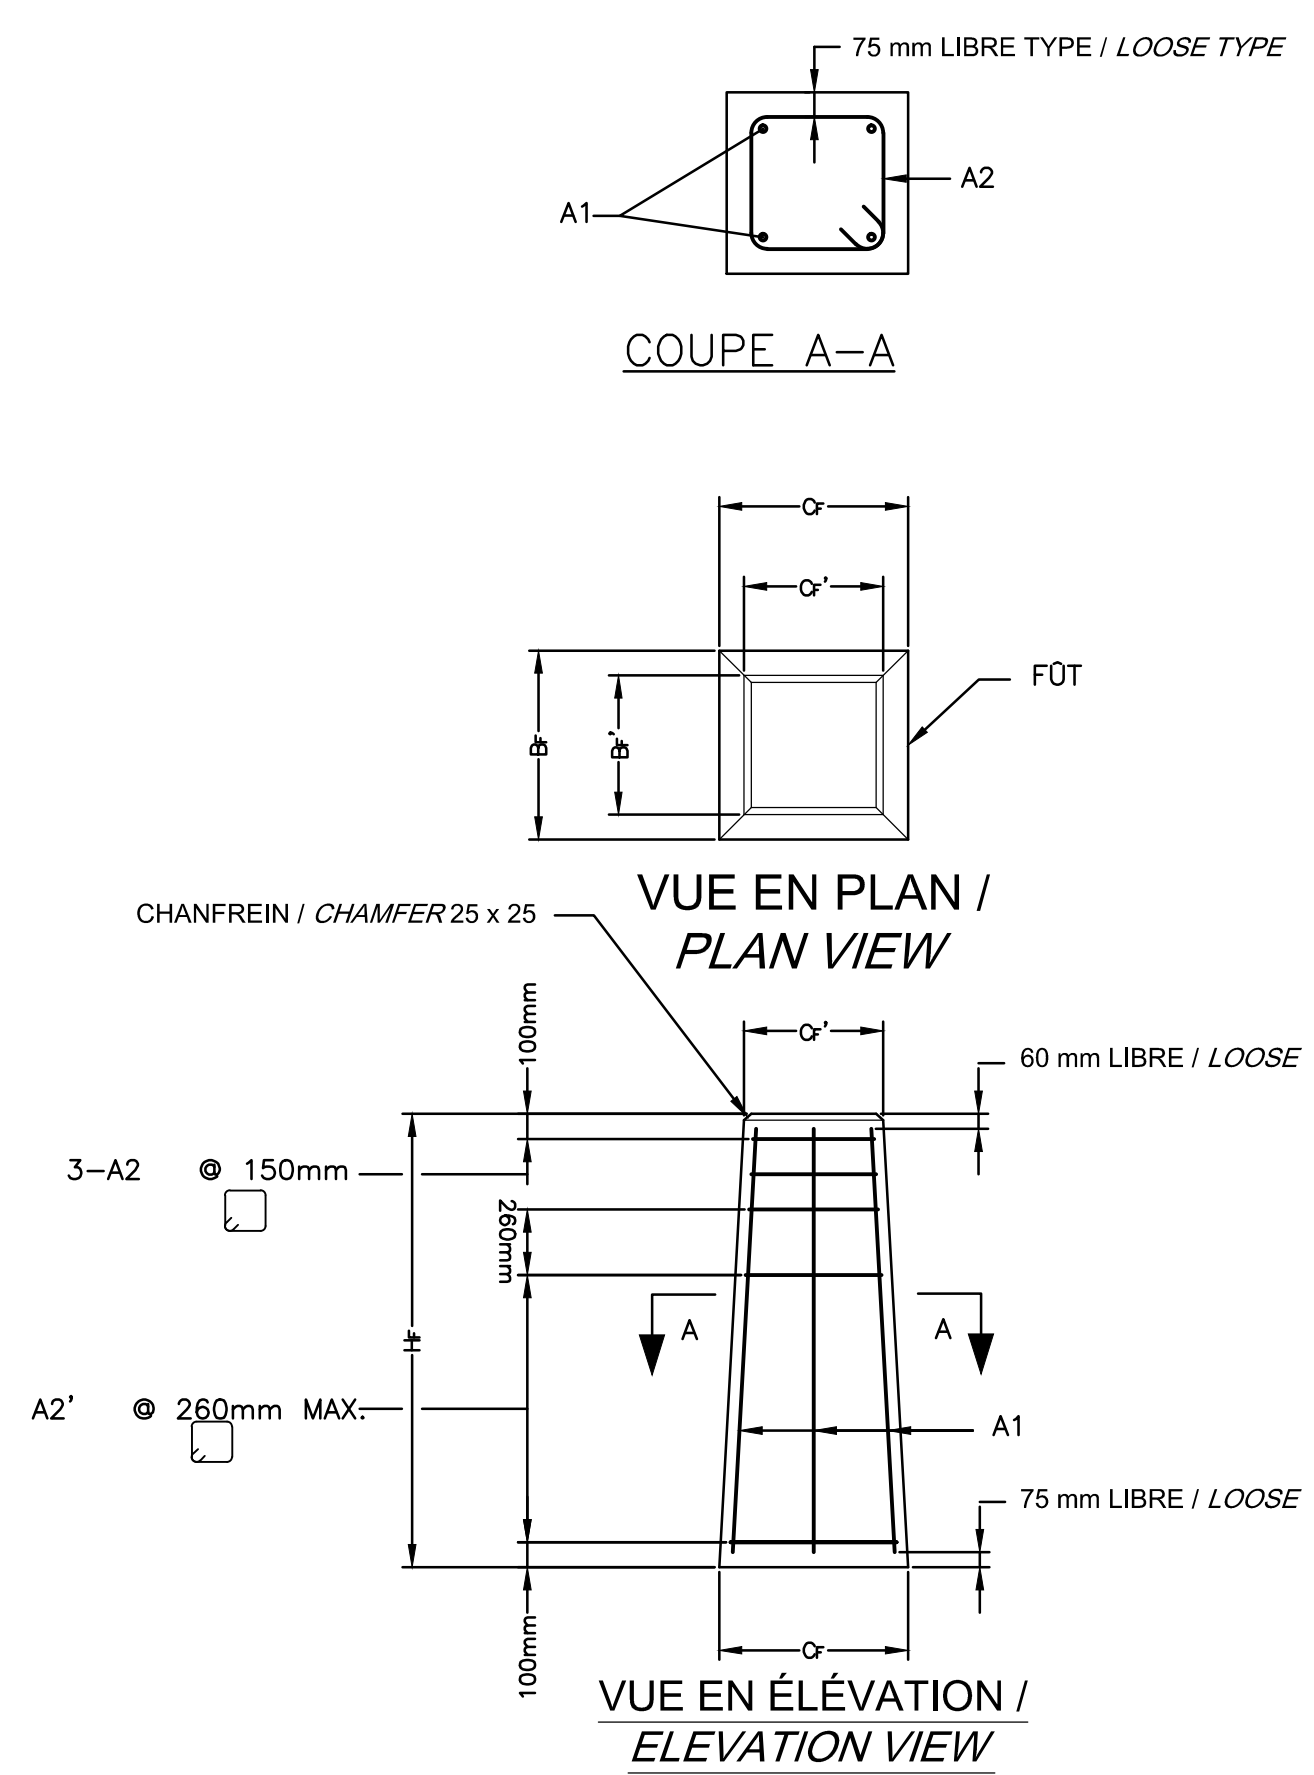 75 mm LIBRE TYPE / LOOSE TYPE
A2
A1
COUPE A-A
CF
CF'
FÛT
BF
BF'
VUE EN PLAN /
PLAN VIEW
CHANFREIN / CHAMFER 25 x 25
100mm
CF'
60 mm LIBRE / LOOSE
3-A2 @ 150mm
260mm
A
A
HF
A2' @ 260mm MAX.
A1
75 mm LIBRE / LOOSE
100mm
CF
VUE EN ÉLÉVATION /
ELEVATION VIEW